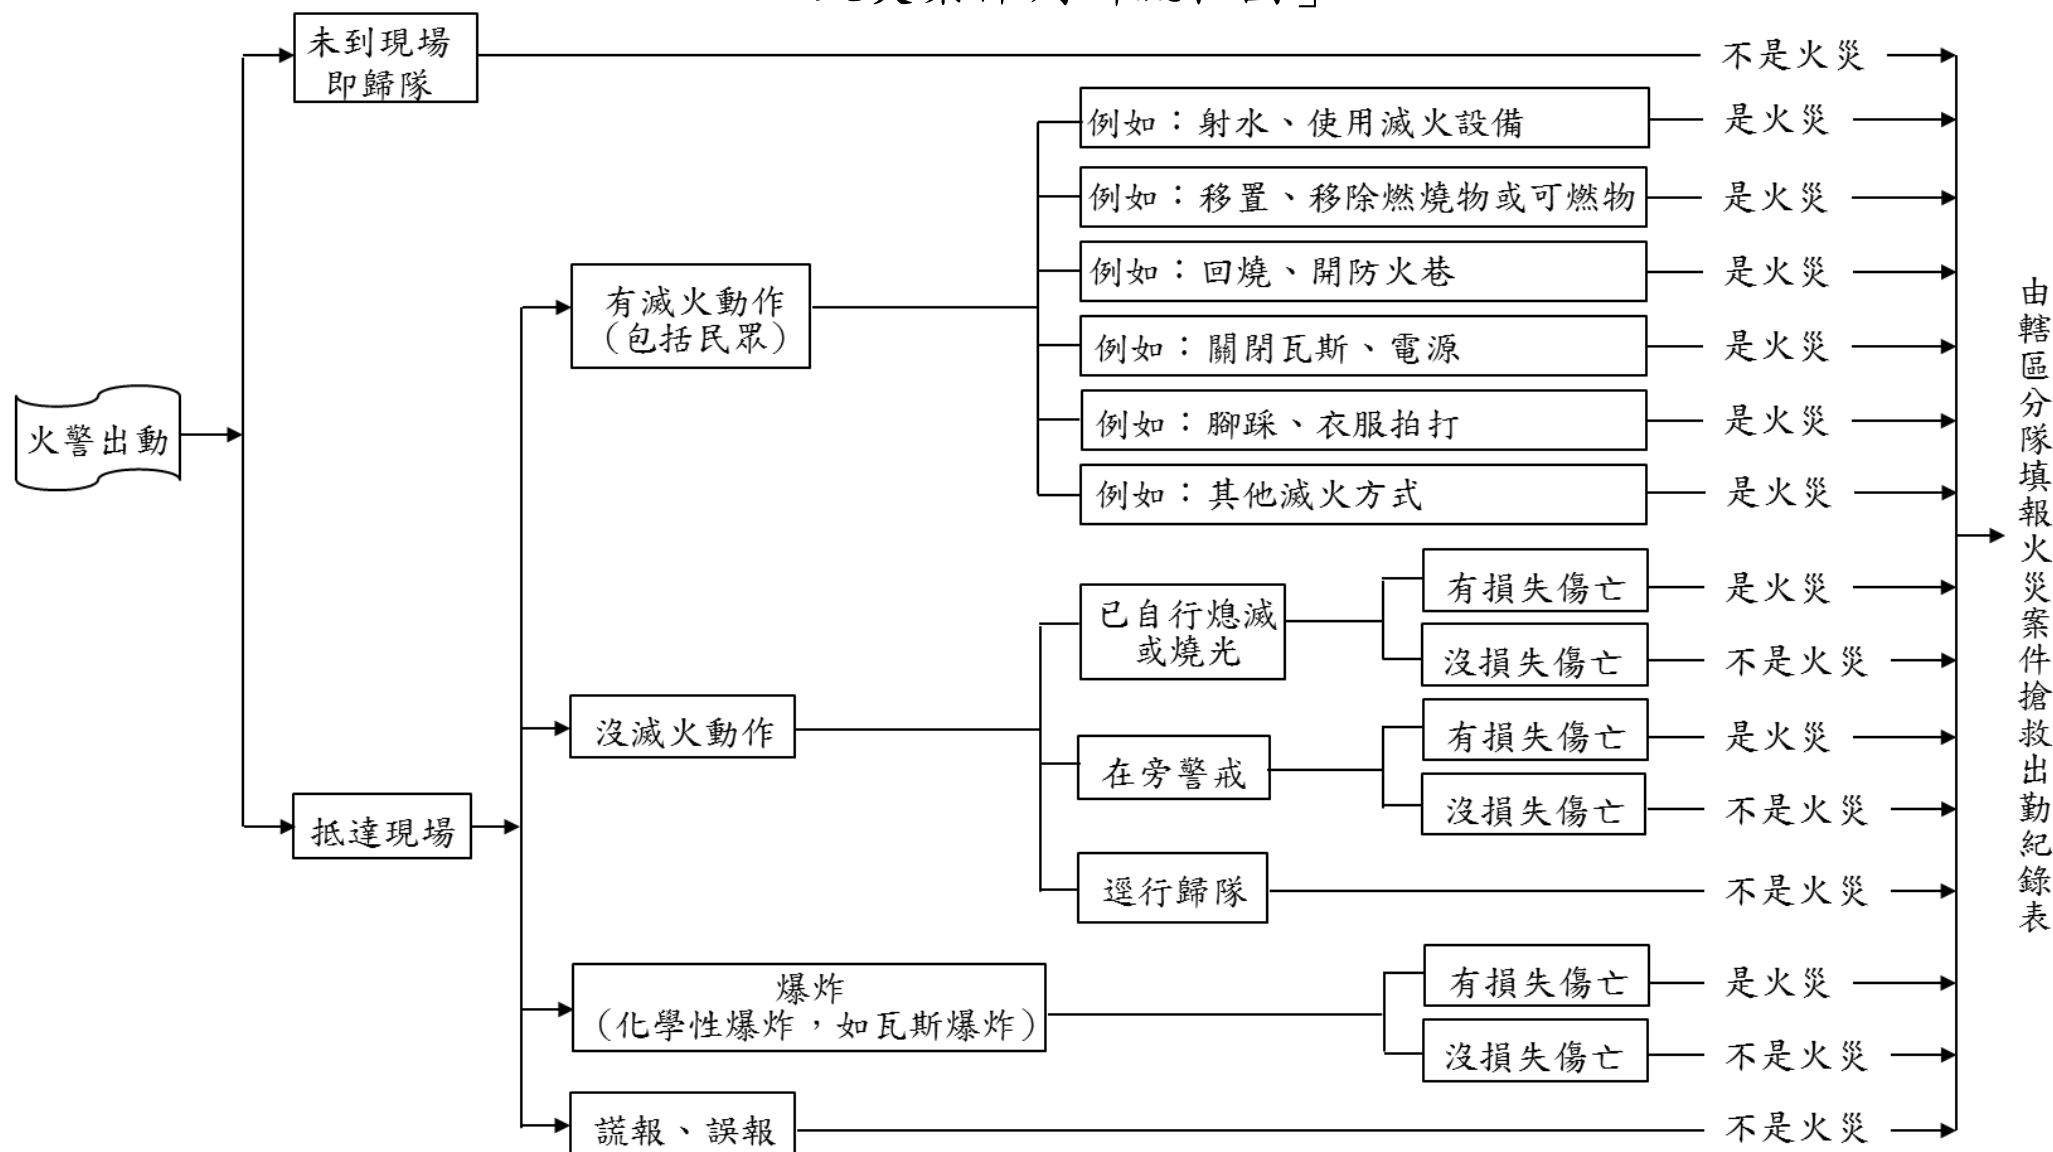 未到現場
即歸隊
不是火災
例如：射水、使用滅火設備
是火災
例如：移置、移除燃燒物或可燃物
是火災
例如：回燒、開防火巷
是火災
有滅火動作
（包括民眾）
例如：關閉瓦斯、電源
是火災
例如：腳踩、衣服拍打
是火災
火警出動
例如：其他滅火方式
是火災
已自行熄滅
或燒光
有損失傷亡
是火災
沒損失傷亡
不是火災
沒滅火動作
在旁警戒
有損失傷亡
是火災
沒損失傷亡
不是火災
抵達現場
逕行歸隊
不是火災
爆炸
（化學性爆炸，如瓦斯爆炸）
有損失傷亡
是火災
沒損失傷亡
不是火災
謊報、誤報
不是火災
由轄區分隊填報火災案件搶救出勤紀錄表